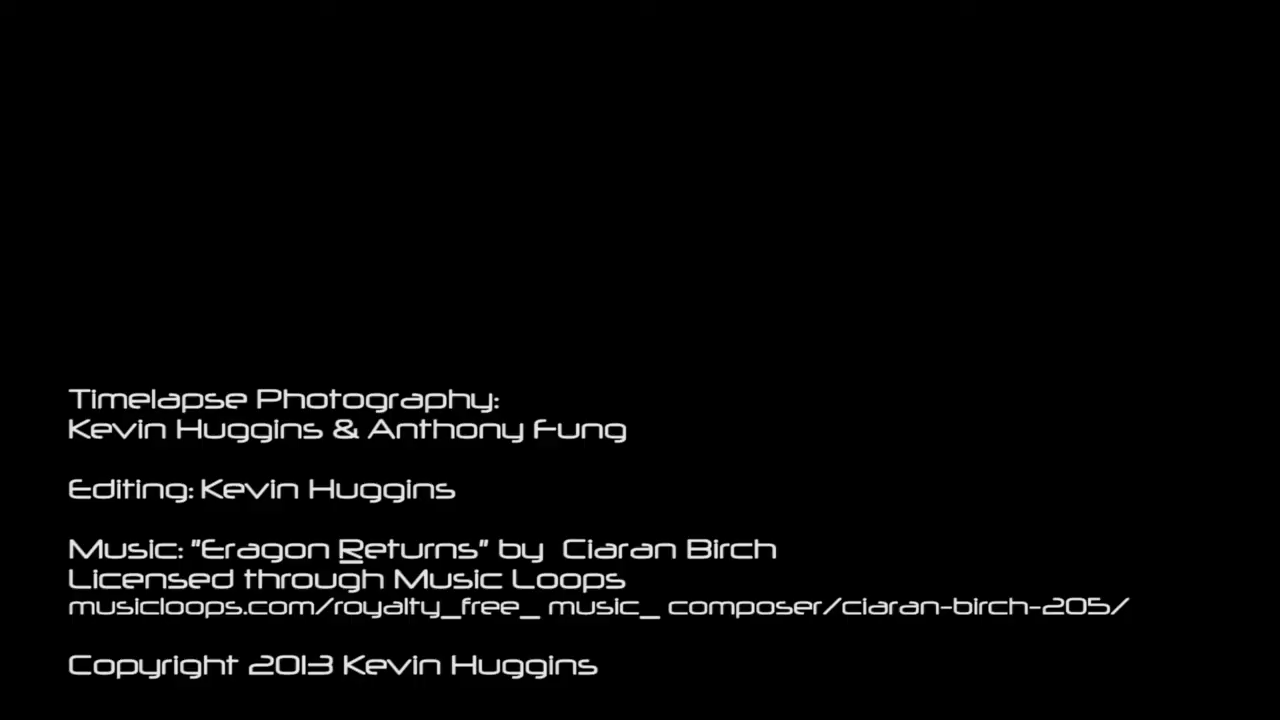 Timelapse Photography:
Kevin Huggins & Anthony Fung
Editing: Kevin Huggins
Music: "Eragon Returns" by  Ciaran Birch
Licensed through Music Loops
musicloops.com/royalty_free_ music_ composer/ciaran-birch-205/
Copyright 2013 Kevin Huggins